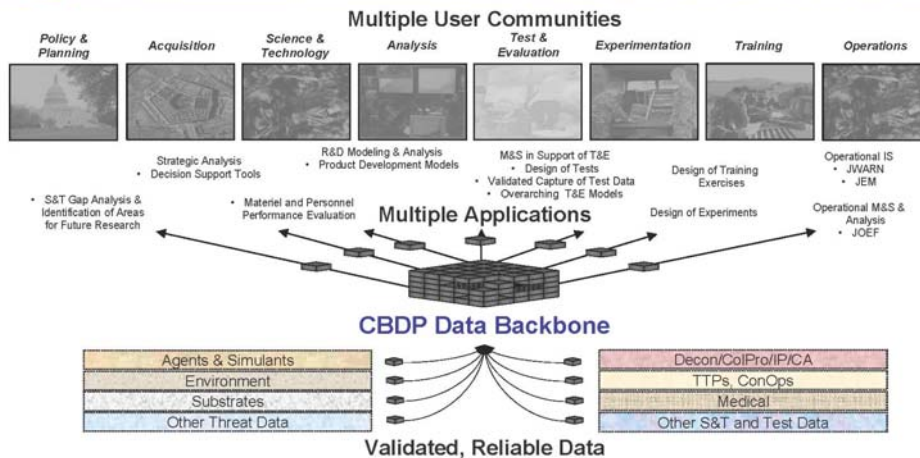 Multiple User Communities
Policy &
Planning
Acquisition
Science &
Technology
Analysis
Test &
Evaluation
Experimentation
Training
Operations
Strategic Analysis
Decision Support Tools
R&D Modeling & Analysis
• Product Development Models
M&S in Support of T&E
• Design of Tests
• Validated Capture of Test Data
• Overarching T&E Models
Design of Training
Exercises
Operational IS
• JWARN
• JEM
• S&T Gap Analysis &
Identification of Areas
for Future Research
• Materiel and Personnel
Performance Evaluation
Multiple Applications
Design of Experiments
Operational M&S &
Analysis
• JOEF
CBDP Data Backbone
Agents & Simulants
Environment
Substrates
Other Threat Data
Decon/ColPro/IP/CA
TTPs, ConOps
Medical
Other S&T and Test Data
Validated, Reliable Data